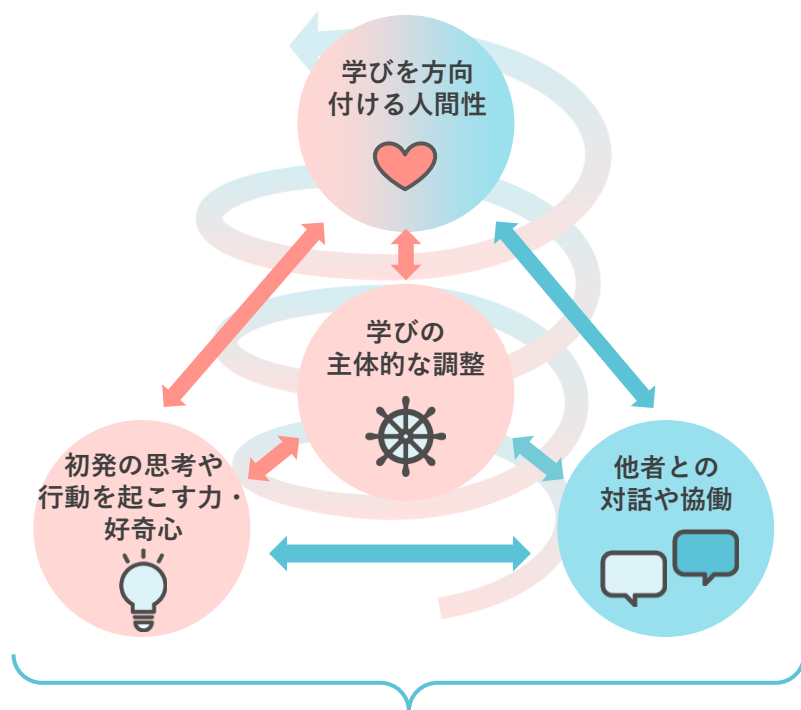 学びを方向
付ける人間性
学びの
主体的な調整
初発の思考や
行動を起こす力・
好奇心
他者との
対話や協働